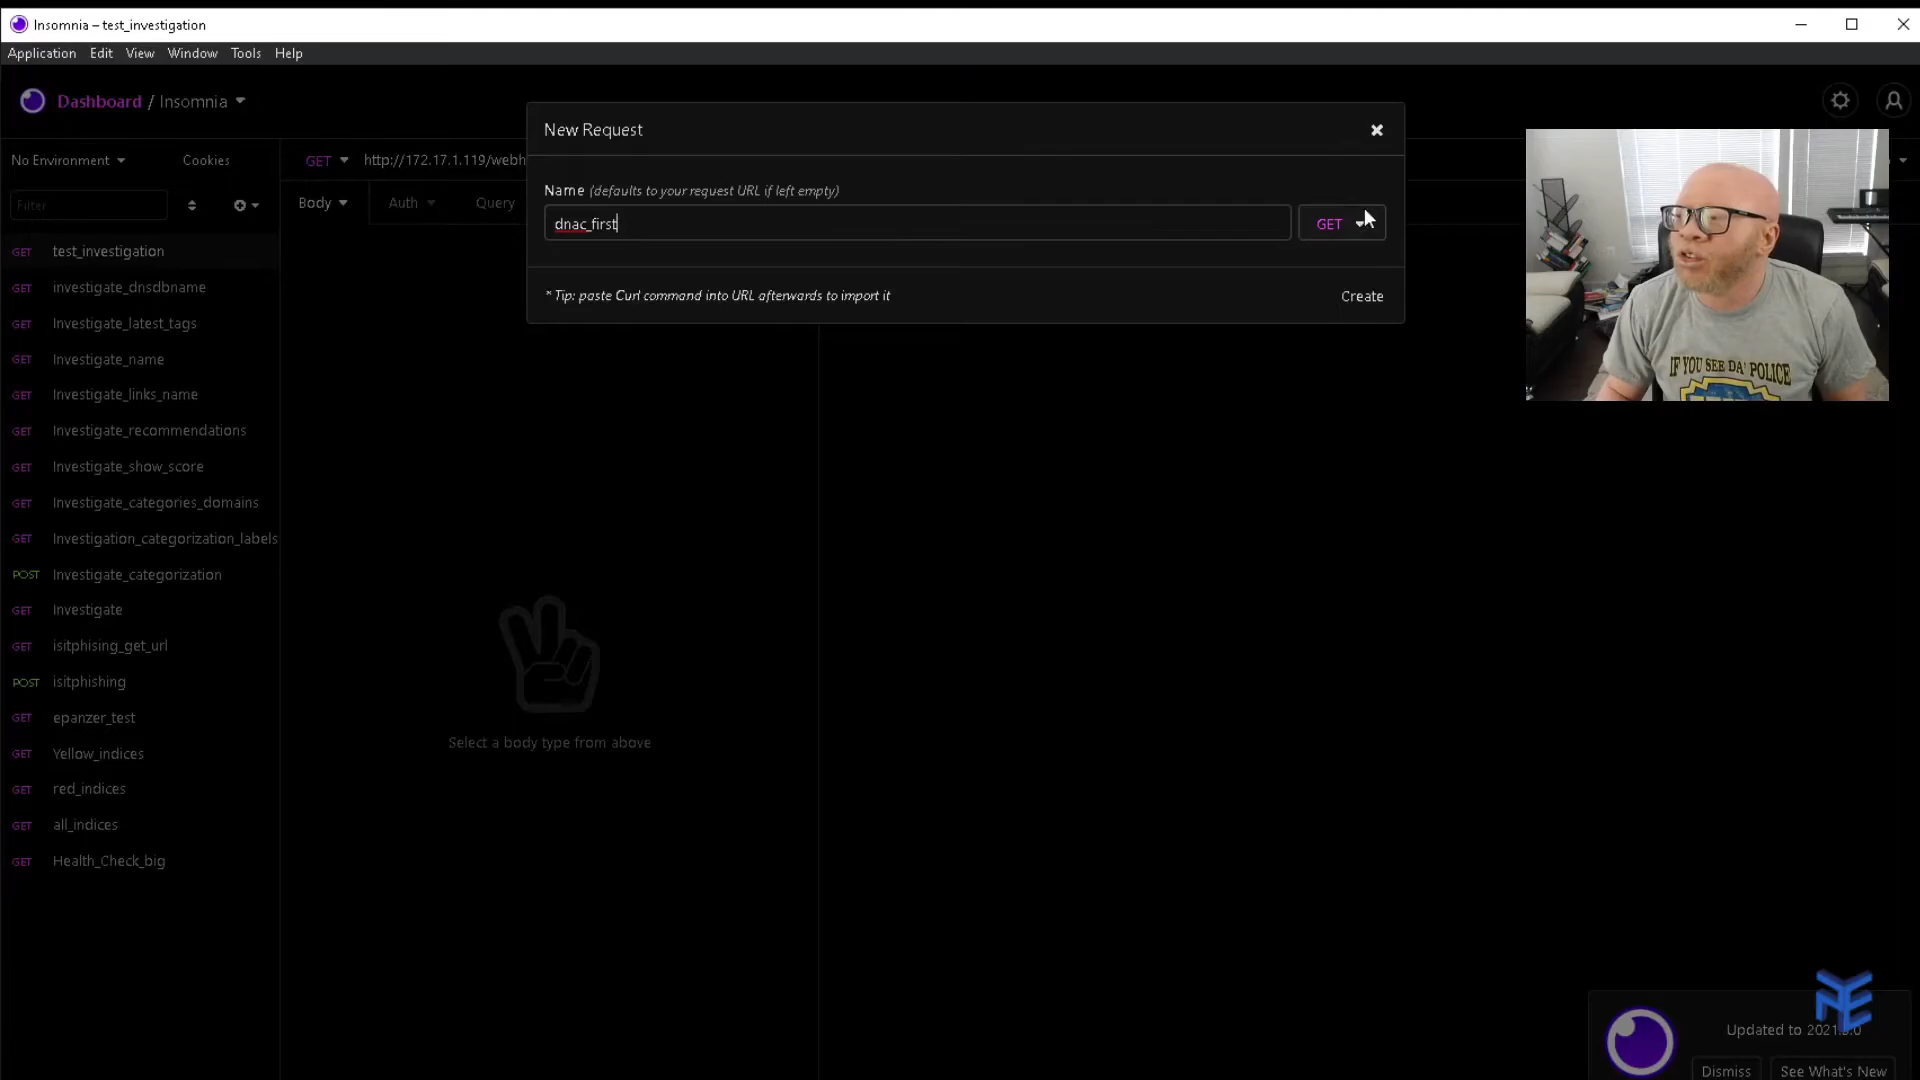 Insomnia – test_investigation
Application Edit View Window Tools Help
Dashboard / Insomnia
New Request
No Environment
Cookies
GET
http://172.17.1.119/webh
Name (defaults to your request URL if left empty)
Filter
Body
Auth
Query
dnac_first
GET
GET test_investigation
GET investigate_dnsdbname
* Tip: paste Curl command into URL afterwards to import it
Create
GET Investigate_latest_tags
GET Investigate_name
GET Investigate_links_name
GET Investigate_recommendations
GET Investigate_show_score
GET Investigate_categories_domains
GET Investigation_categorization_labels
POST Investigate_categorization
GET Investigate
GET isitphising_get_url
POST isitphishing
GET epanzer_test
GET Yellow_indices
GET red_indices
GET all_indices
GET Health_Check_big
Select a body type from above
IF YOU SEE DA' POLICE
Updated to
Dismiss
See What's New